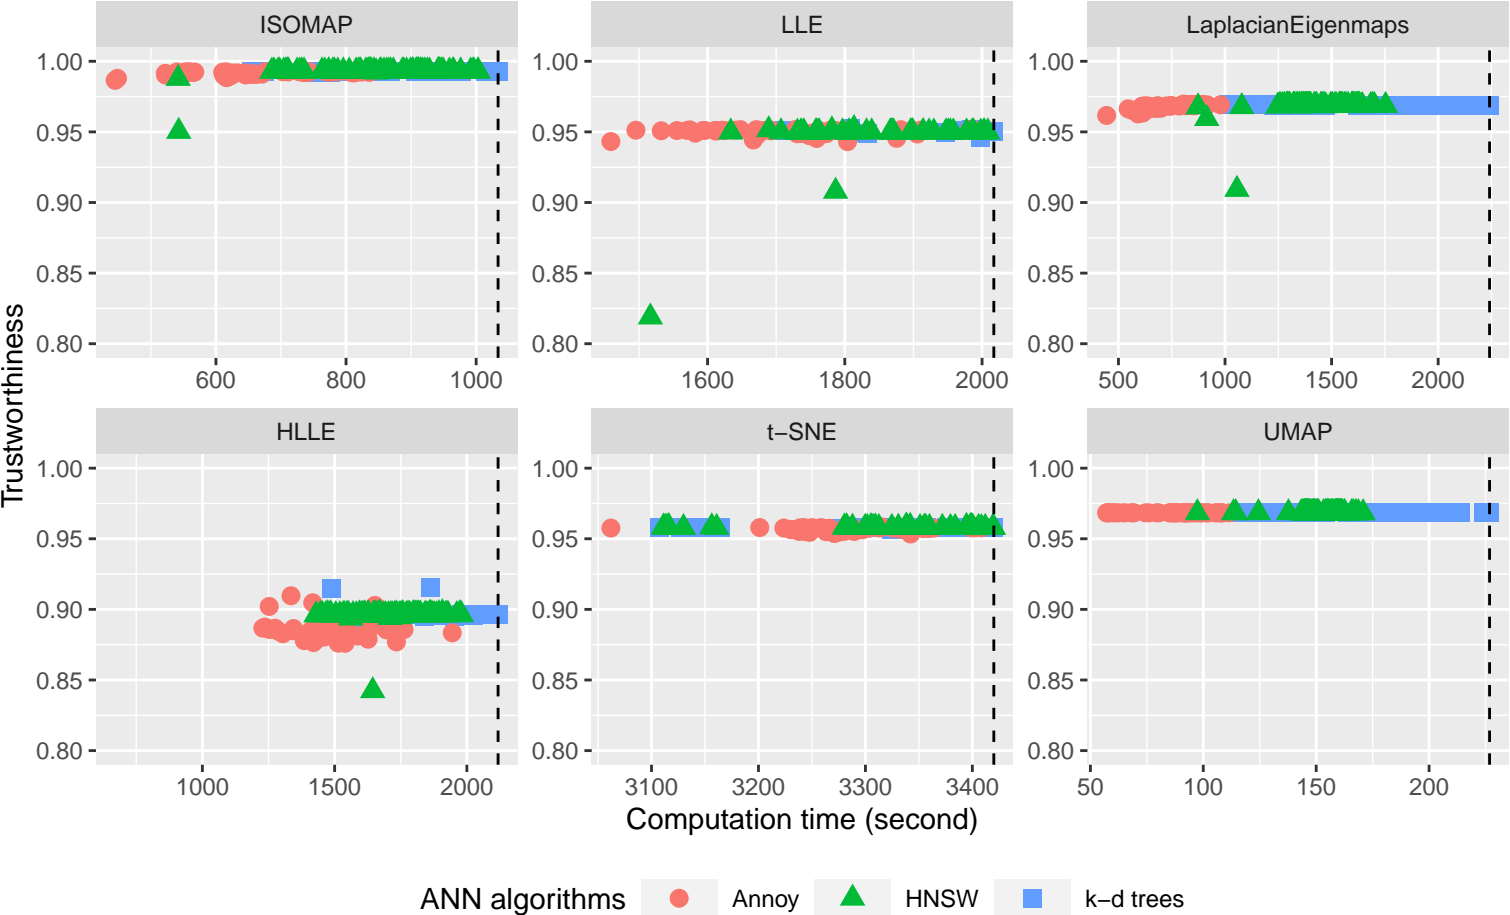 ISOMAP LLE LaplacianEigenmaps
1.00 1.00 1.00
0.95 0.95 0.95
0.90 0.90 0.90
0.85 0.85 0.85
0.80 0.80 0.80
600 800 1000 1600 1800 2000 500 1000 1500 2000
Trustworthiness
HLLE t−SNE UMAP
1.00 1.00 1.00
0.95 0.95 0.95
0.90 0.90 0.90
0.85 0.85 0.85
0.80 0.80 0.80
1000 1500 2000 3100 3200 3300 3400 50 100 150 200
Computation time (second)
ANN algorithms Annoy HNSW k−d trees